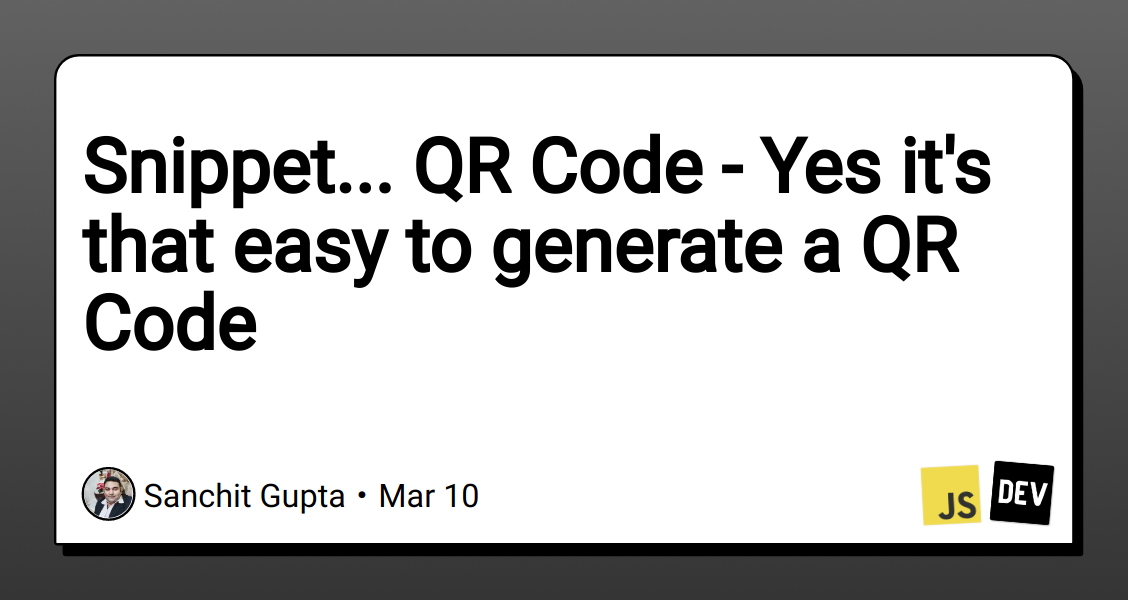 Snippet... QR Code - Yes it's
that easy to generate a QR
Code
Sanchit Gupta • Mar 10
JS
DEV